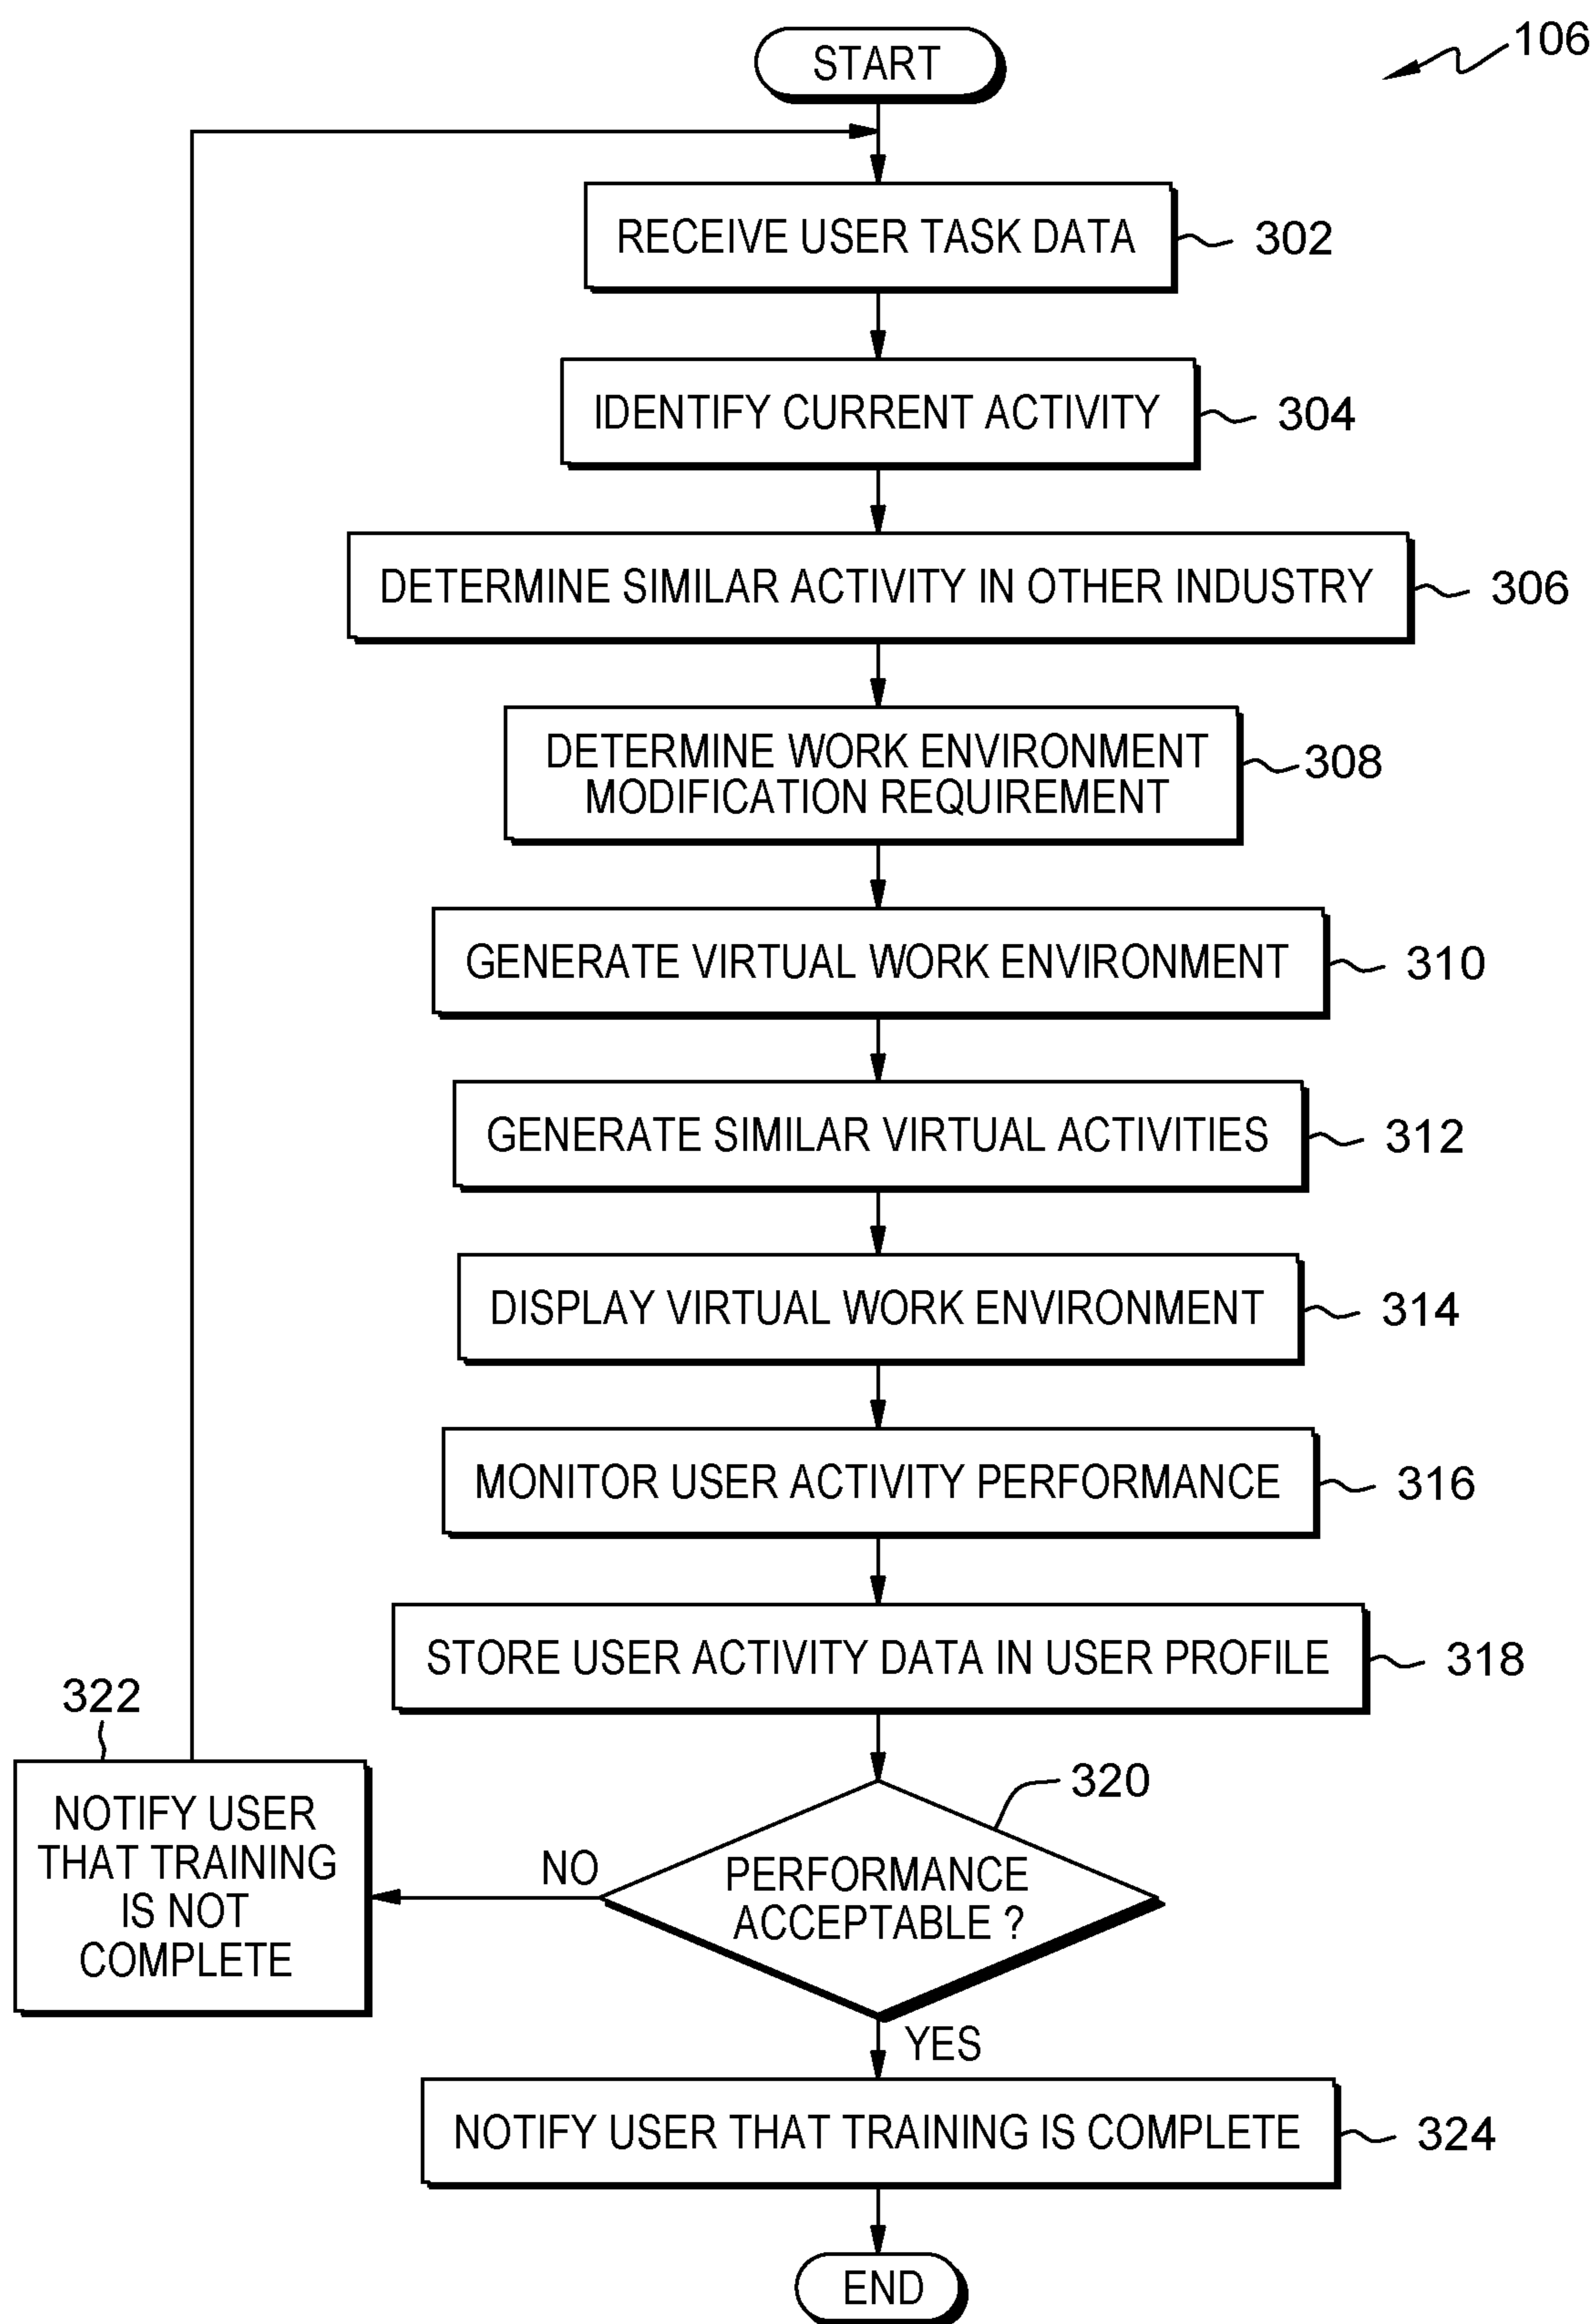 106
START
RECEIVE USER TASK DATA
302
IDENTIFY CURRENT ACTIVITY
304
DETERMINE SIMILAR ACTIVITY IN OTHER INDUSTRY
306
DETERMINE WORK ENVIRONMENT
MODIFICATION REQUIREMENT
308
GENERATE VIRTUAL WORK ENVIRONMENT
310
GENERATE SIMILAR VIRTUAL ACTIVITIES
312
DISPLAY VIRTUAL WORK ENVIRONMENT
314
MONITOR USER ACTIVITY PERFORMANCE
316
STORE USER ACTIVITY DATA IN USER PROFILE
318
320
PERFORMANCE
ACCEPTABLE ?
NO
322
NOTIFY USER
THAT TRAINING
IS NOT
COMPLETE
YES
NOTIFY USER THAT TRAINING IS COMPLETE
324
END